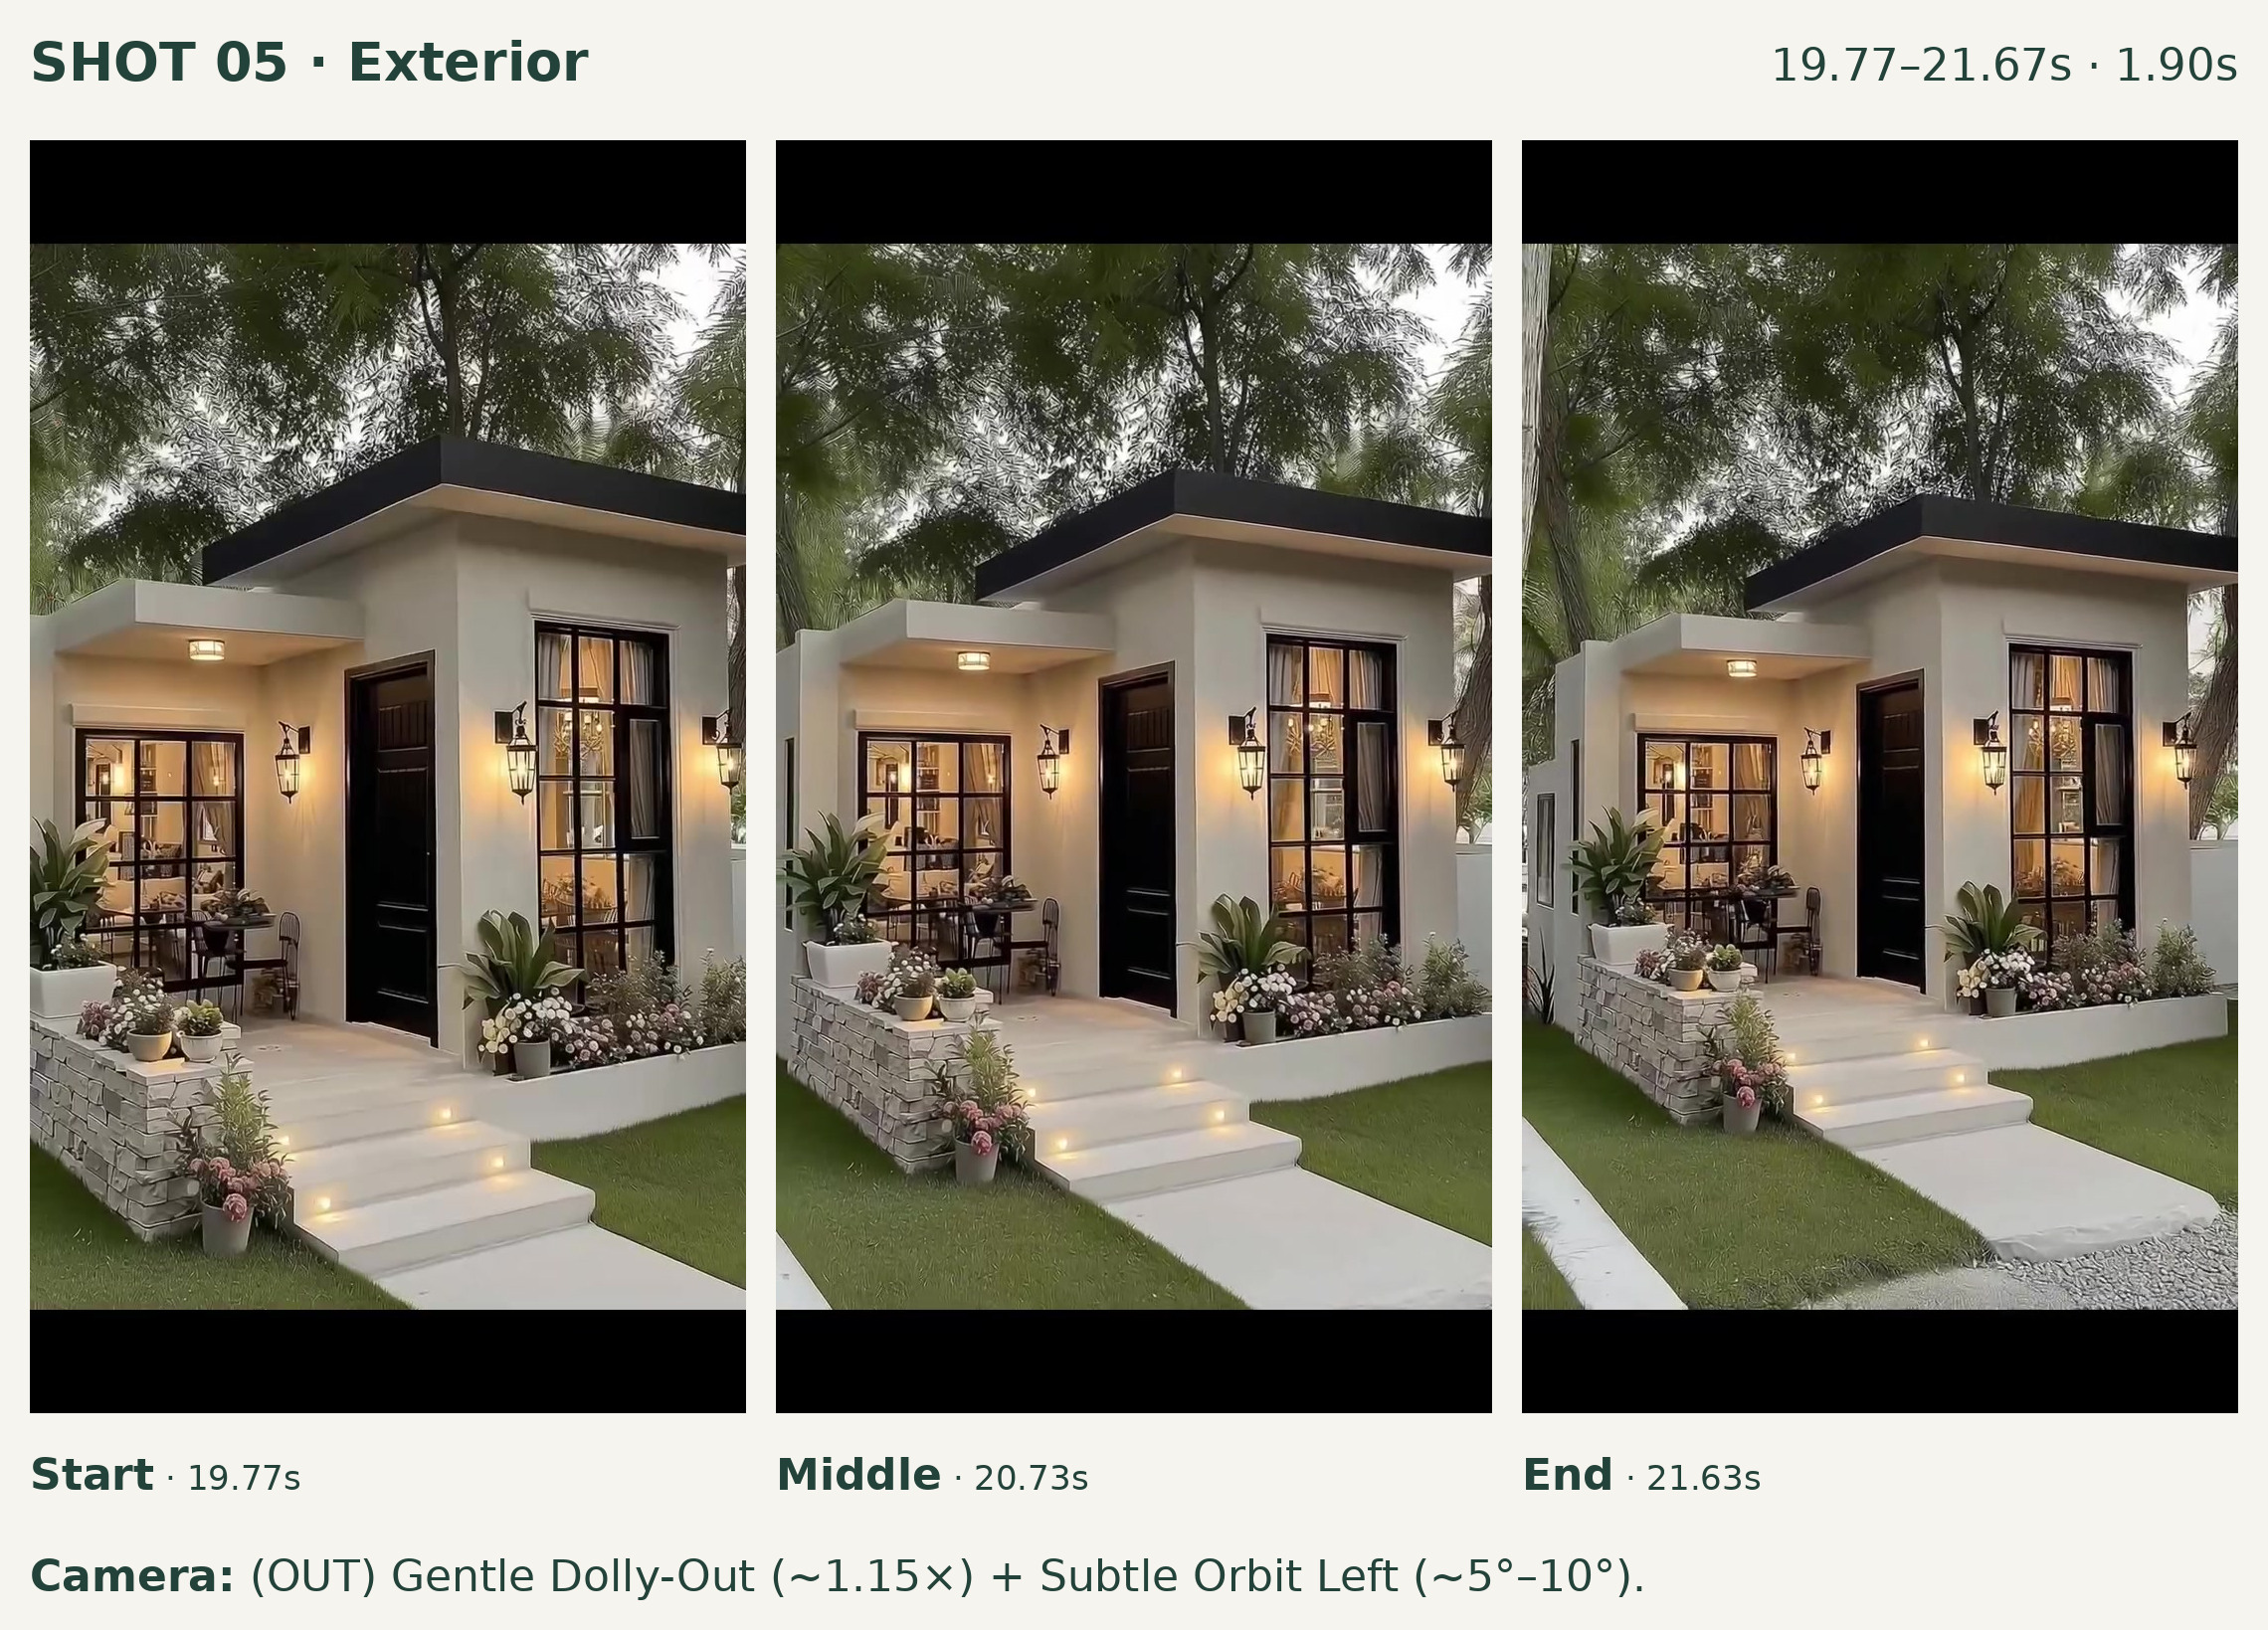 SHOT 05 · Exterior
19.77–21.67s · 1.90s
Start · 19.77s
Middle · 20.73s
End · 21.63s
Camera: (OUT) Gentle Dolly-Out (~1.15×) + Subtle Orbit Left (~5°–10°).